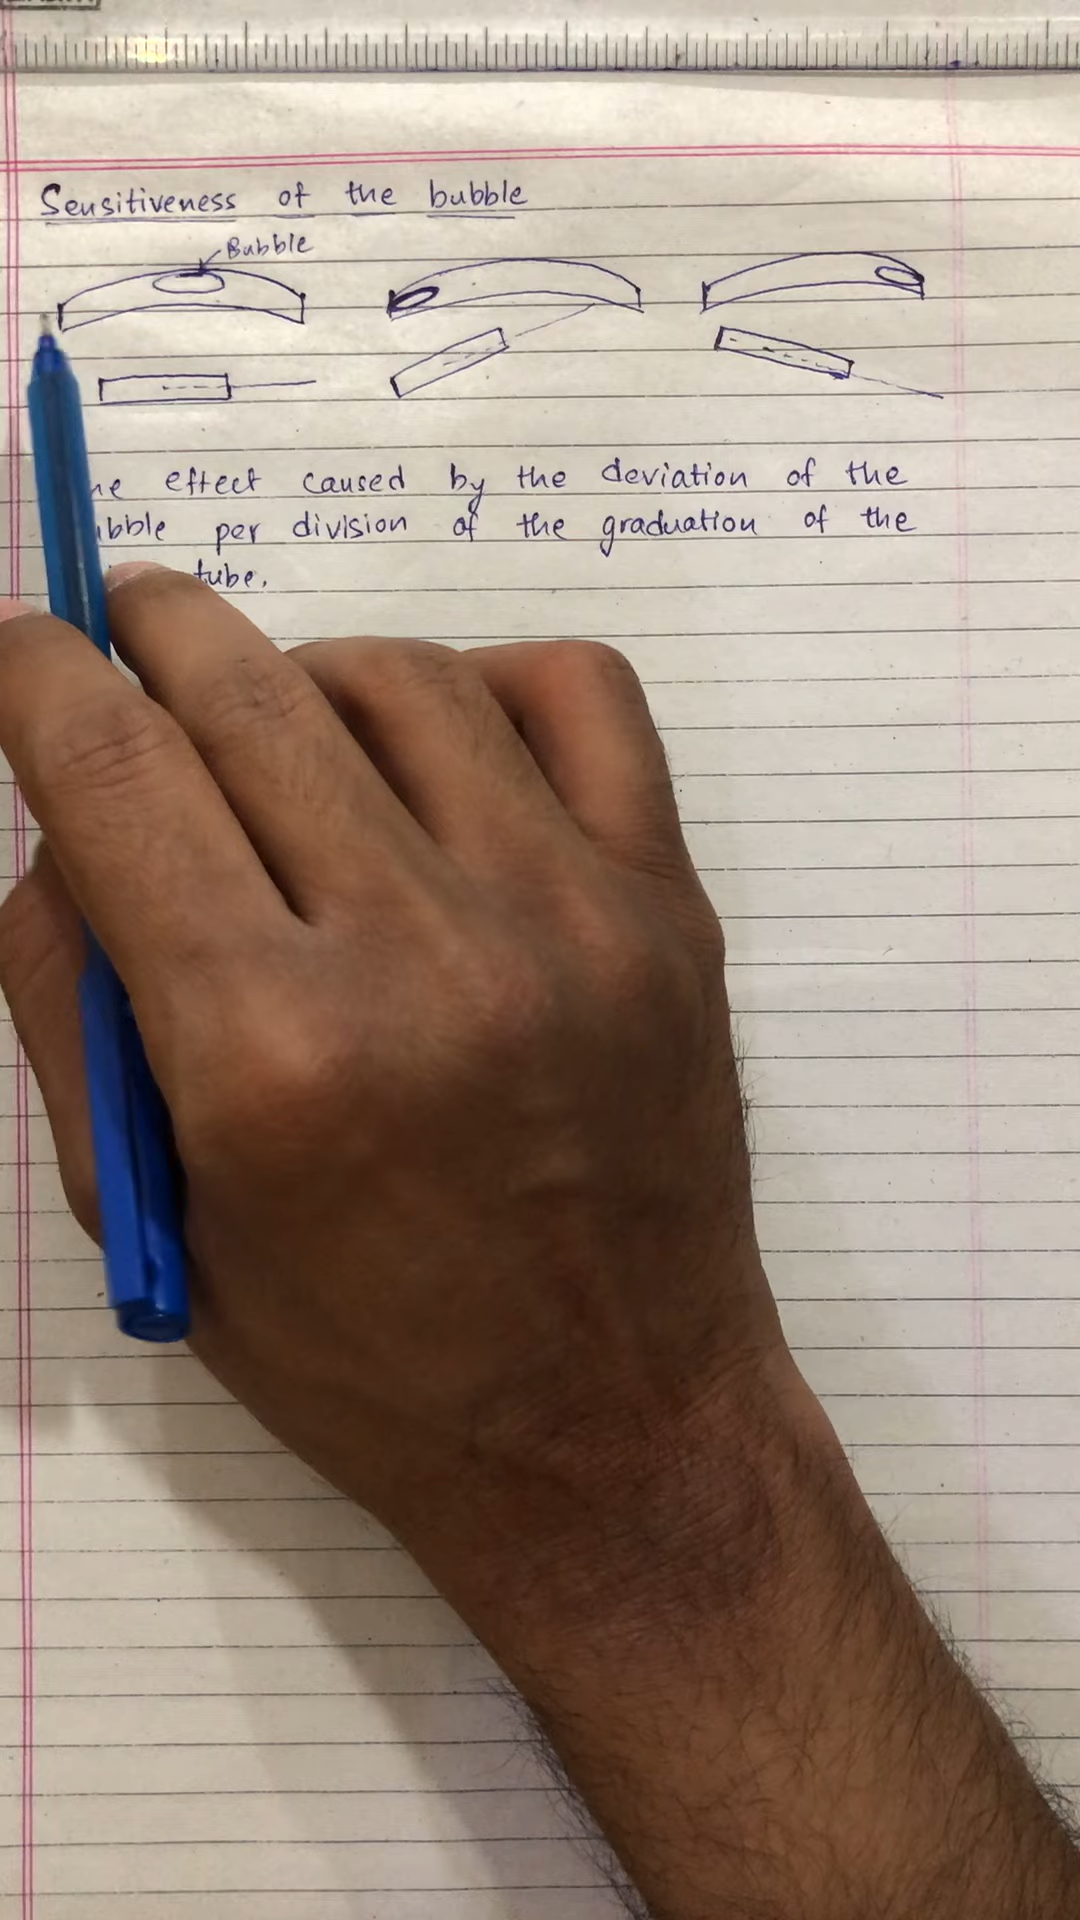 Sensitiveness of the bubble
Bubble
effect caused by the deviation of the
per division of the graduation of the
tube.